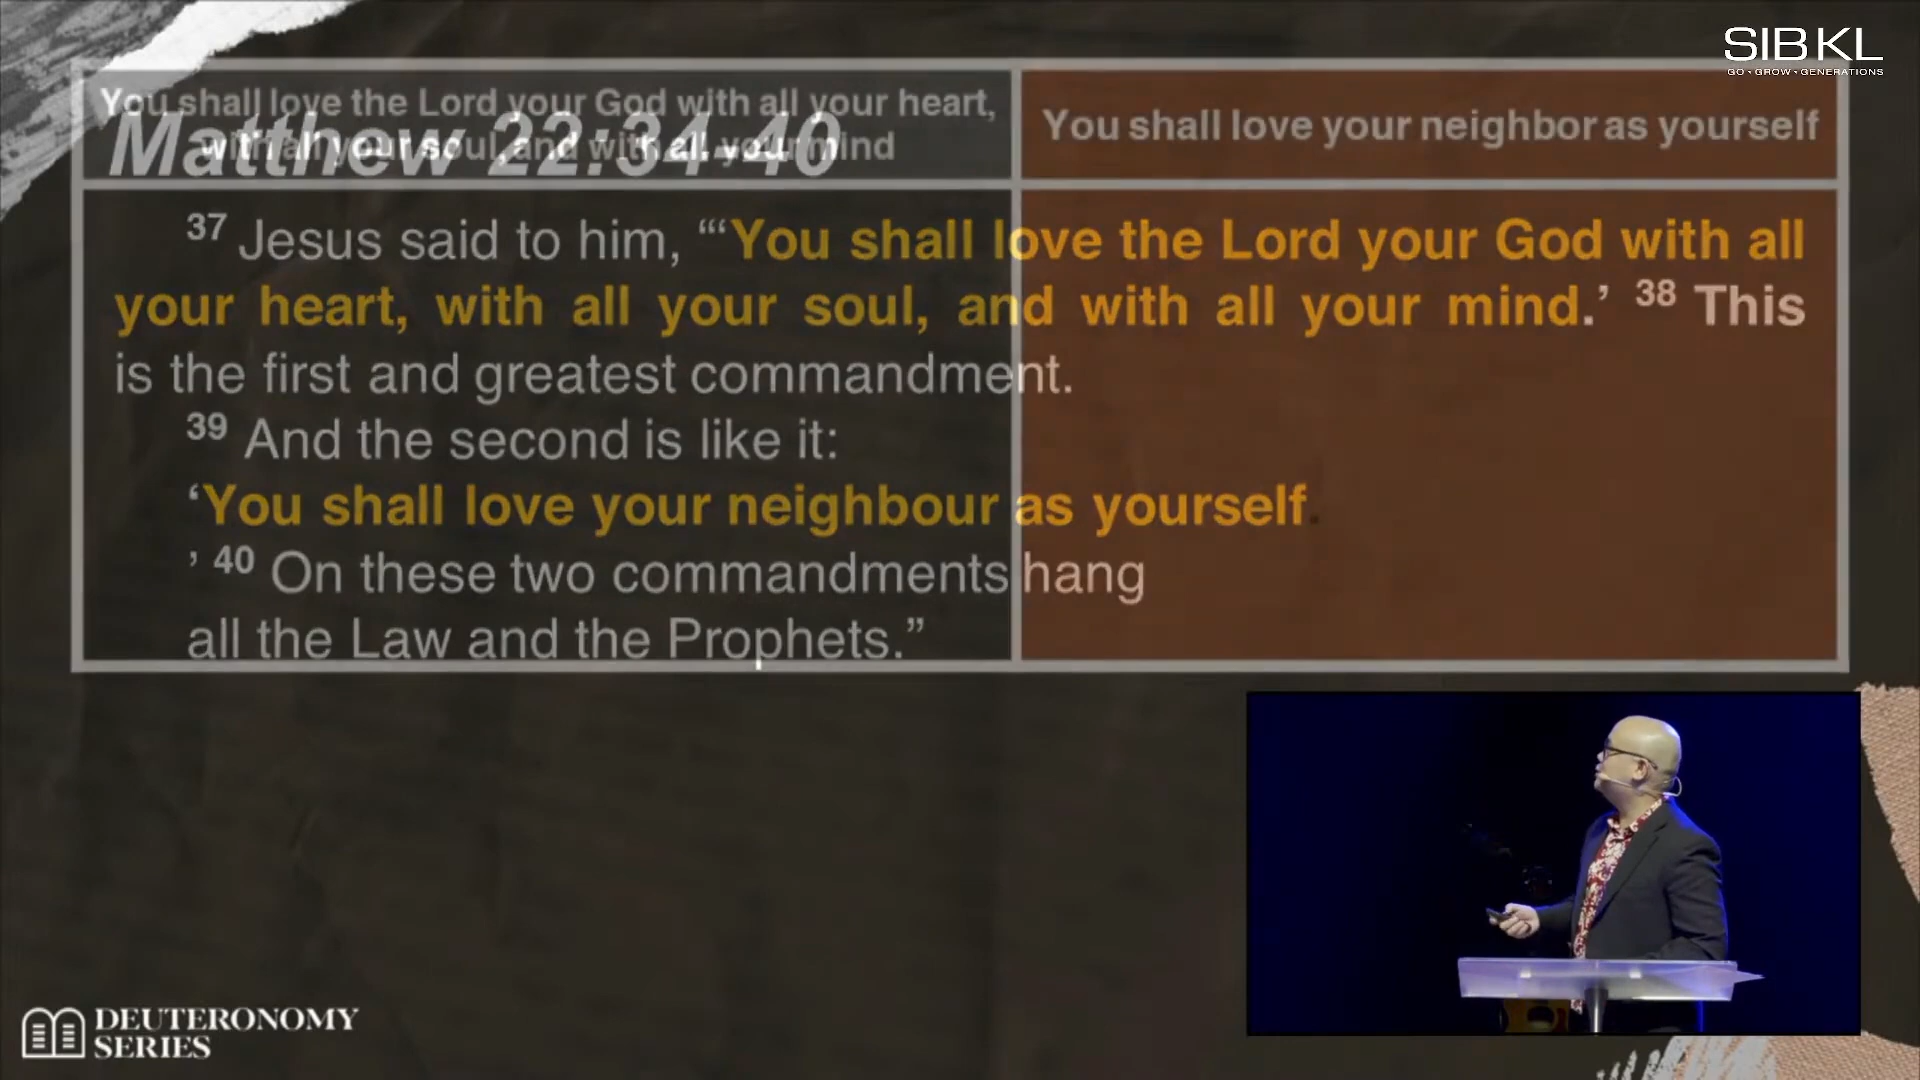 SIBKL
GO • GROW • GENERATIONS
You shall love the Lord your God with all your heart,
with all your soul, and with all your mind
You shall love your neighbor as yourself
Matthew 22:34-40
37 Jesus said to him, “‘You shall love the Lord your God with all
your heart, with all your soul, and with all your mind.’ 38 This
is the first and greatest commandment.
39 And the second is like it:
‘You shall love your neighbour as yourself.
’ 40 On these two commandments hang
all the Law and the Prophets.”
DEUTERONOMY
SERIES